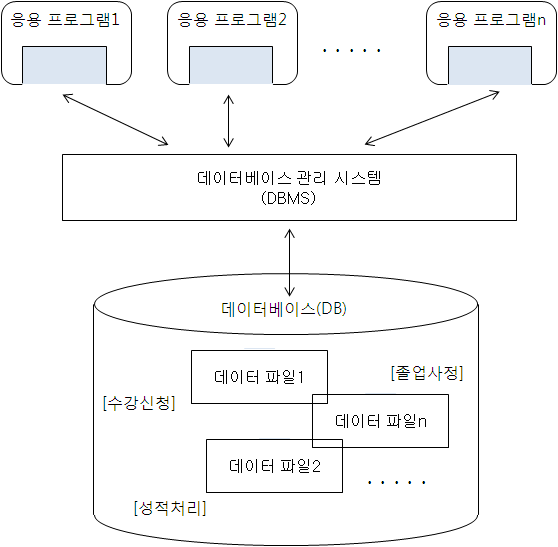 응용 프로그램1
응용 프로그램2
. . . . .
응용 프로그램n
데이터베이스 관리 시스템
(DBMS)
데이터베이스(DB)
데이터 파일1
[졸업사정]
[수강신청]
데이터 파일n
데이터 파일2
. . . . .
[성적처리]